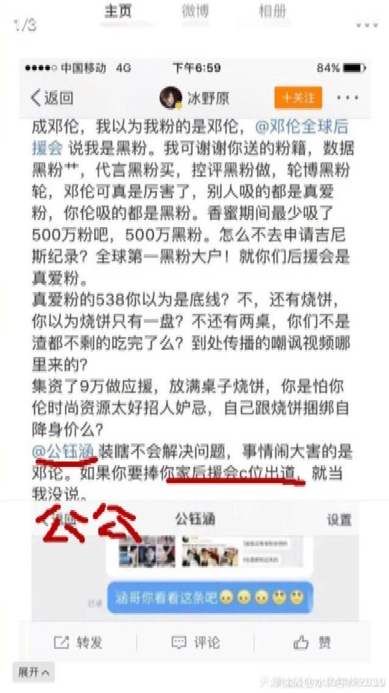 主页 微博 相册
1/3
中国移动 4G 下午6:59 84%
返回 冰野原 +关注
成邓伦，我以为我粉的是邓伦，@邓伦全球后
援会 说我是黑粉。我可谢谢你送的粉籍，数据
黑粉艹，代言黑粉买，控评黑粉做，轮博黑粉
轮，邓伦可真是厉害了，别人吸的都是真爱
粉，你伦吸的都是黑粉。香蜜期间最少吸了
500万粉吧，500万黑粉。怎么不去申请吉尼
斯纪录？全球第一黑粉大户！就你们后援会是
真爱粉。
真爱粉的538你以为是底线？不，还有烧饼，
你以为烧饼只有一盘？不还有两桌，你们不是
渣都不剩的吃完了么？到处传播的嘲讽视频哪
里来的？
集资了9万做应援，放满桌子烧饼，你是怕你
伦时尚资源太好招人妒忌，自己跟烧饼捆绑自
降身价么？
@公钰涵 装瞎不会解决问题，事情闹大害的是
邓论。如果你要捧你家后援会c位出道，就当
我没说。
公公 公钰涵 设置
涵哥你看看这条吧
转发 评论 赞
展开